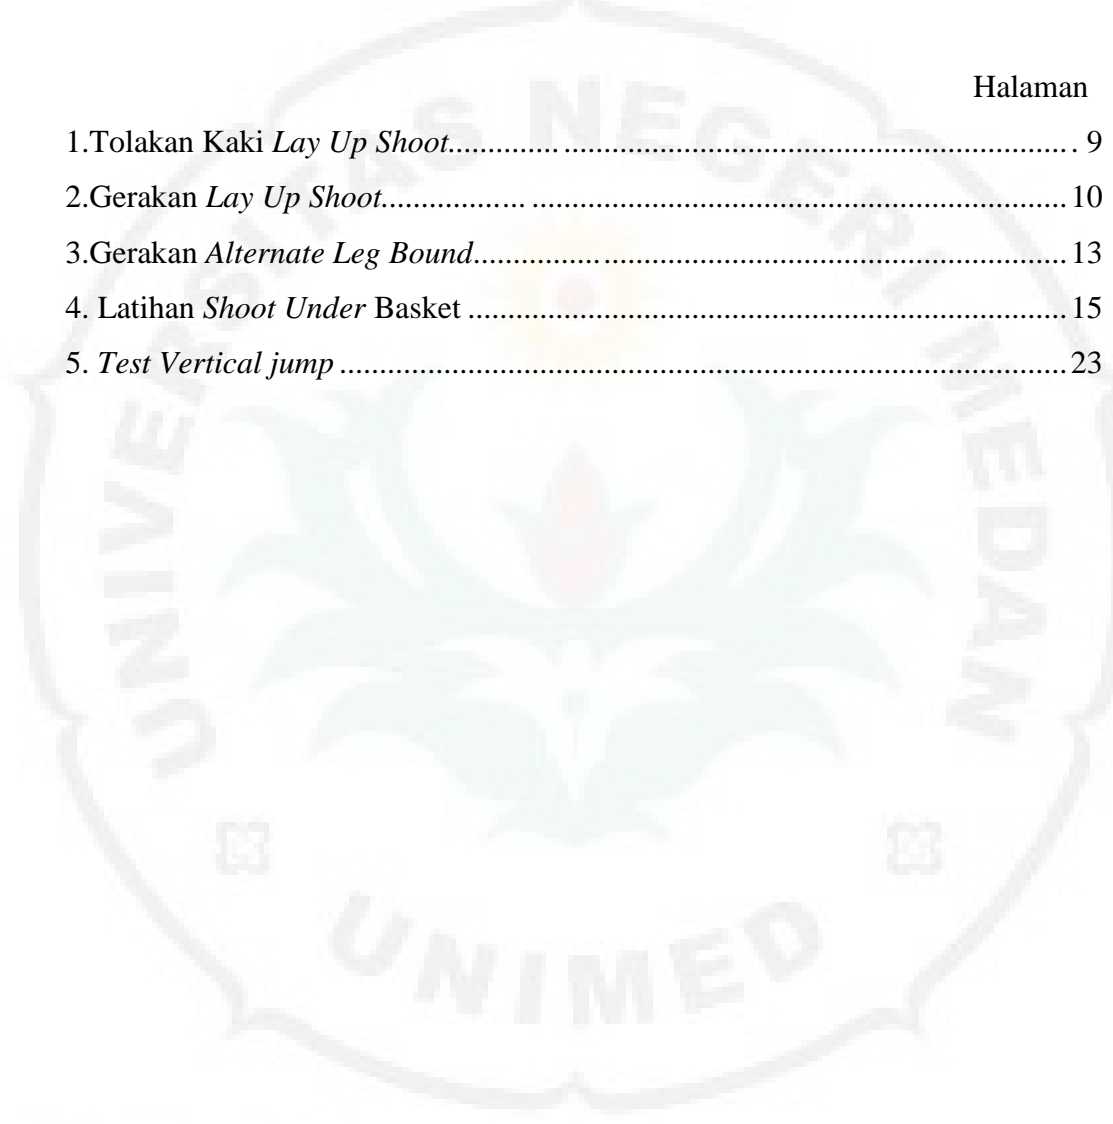 Halaman
1.Tolakan Kaki Lay Up Shoot.............. ................................................................... . 9
2.Gerakan Lay Up Shoot.................. .................................................................... 10
3.Gerakan Alternate Leg Bound................ ............................................................ 13
4. Latihan Shoot Under Basket ............................................................................ 15
5. Test Vertical jump ............................................................................................ 23
UNIVERSITAS NEGERI MEDAN
UNIMED